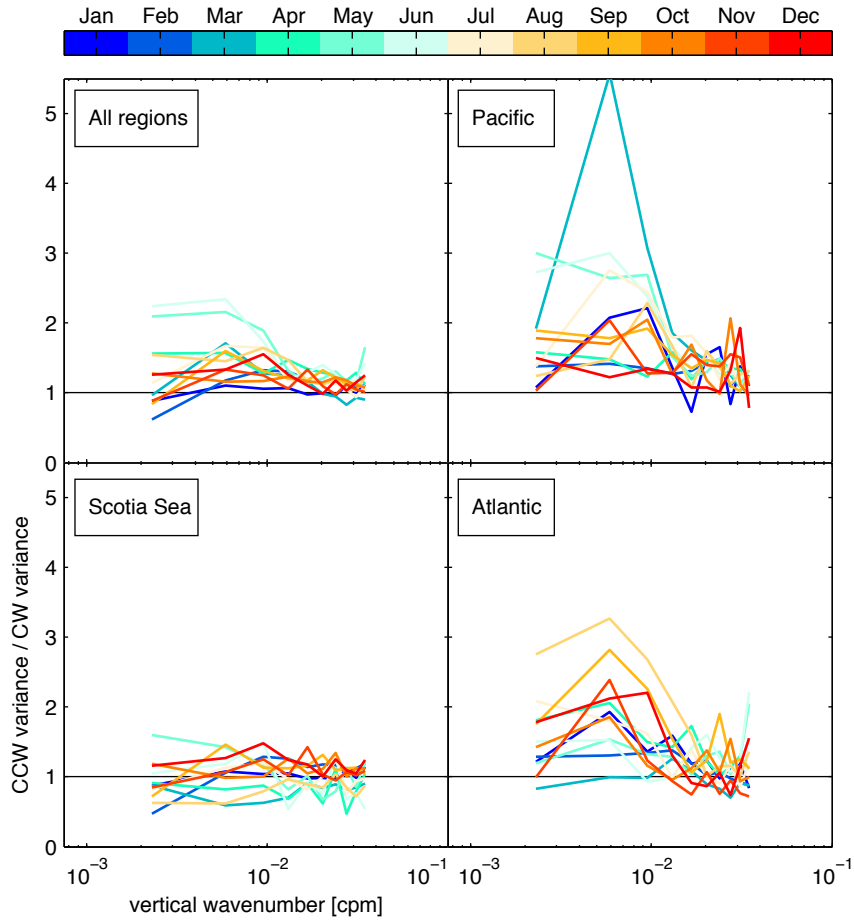 Jan Feb Mar Apr May Jun Jul Aug Sep Oct Nov Dec
5
4
3
2
1
0
All regions
Pacific
5
4
3
2
1
0
Scotia Sea
Atlantic
CCW variance / CW variance
10⁻³ 10⁻² 10⁻¹ 10⁻³ 10⁻² 10⁻¹
vertical wavenumber [cpm]